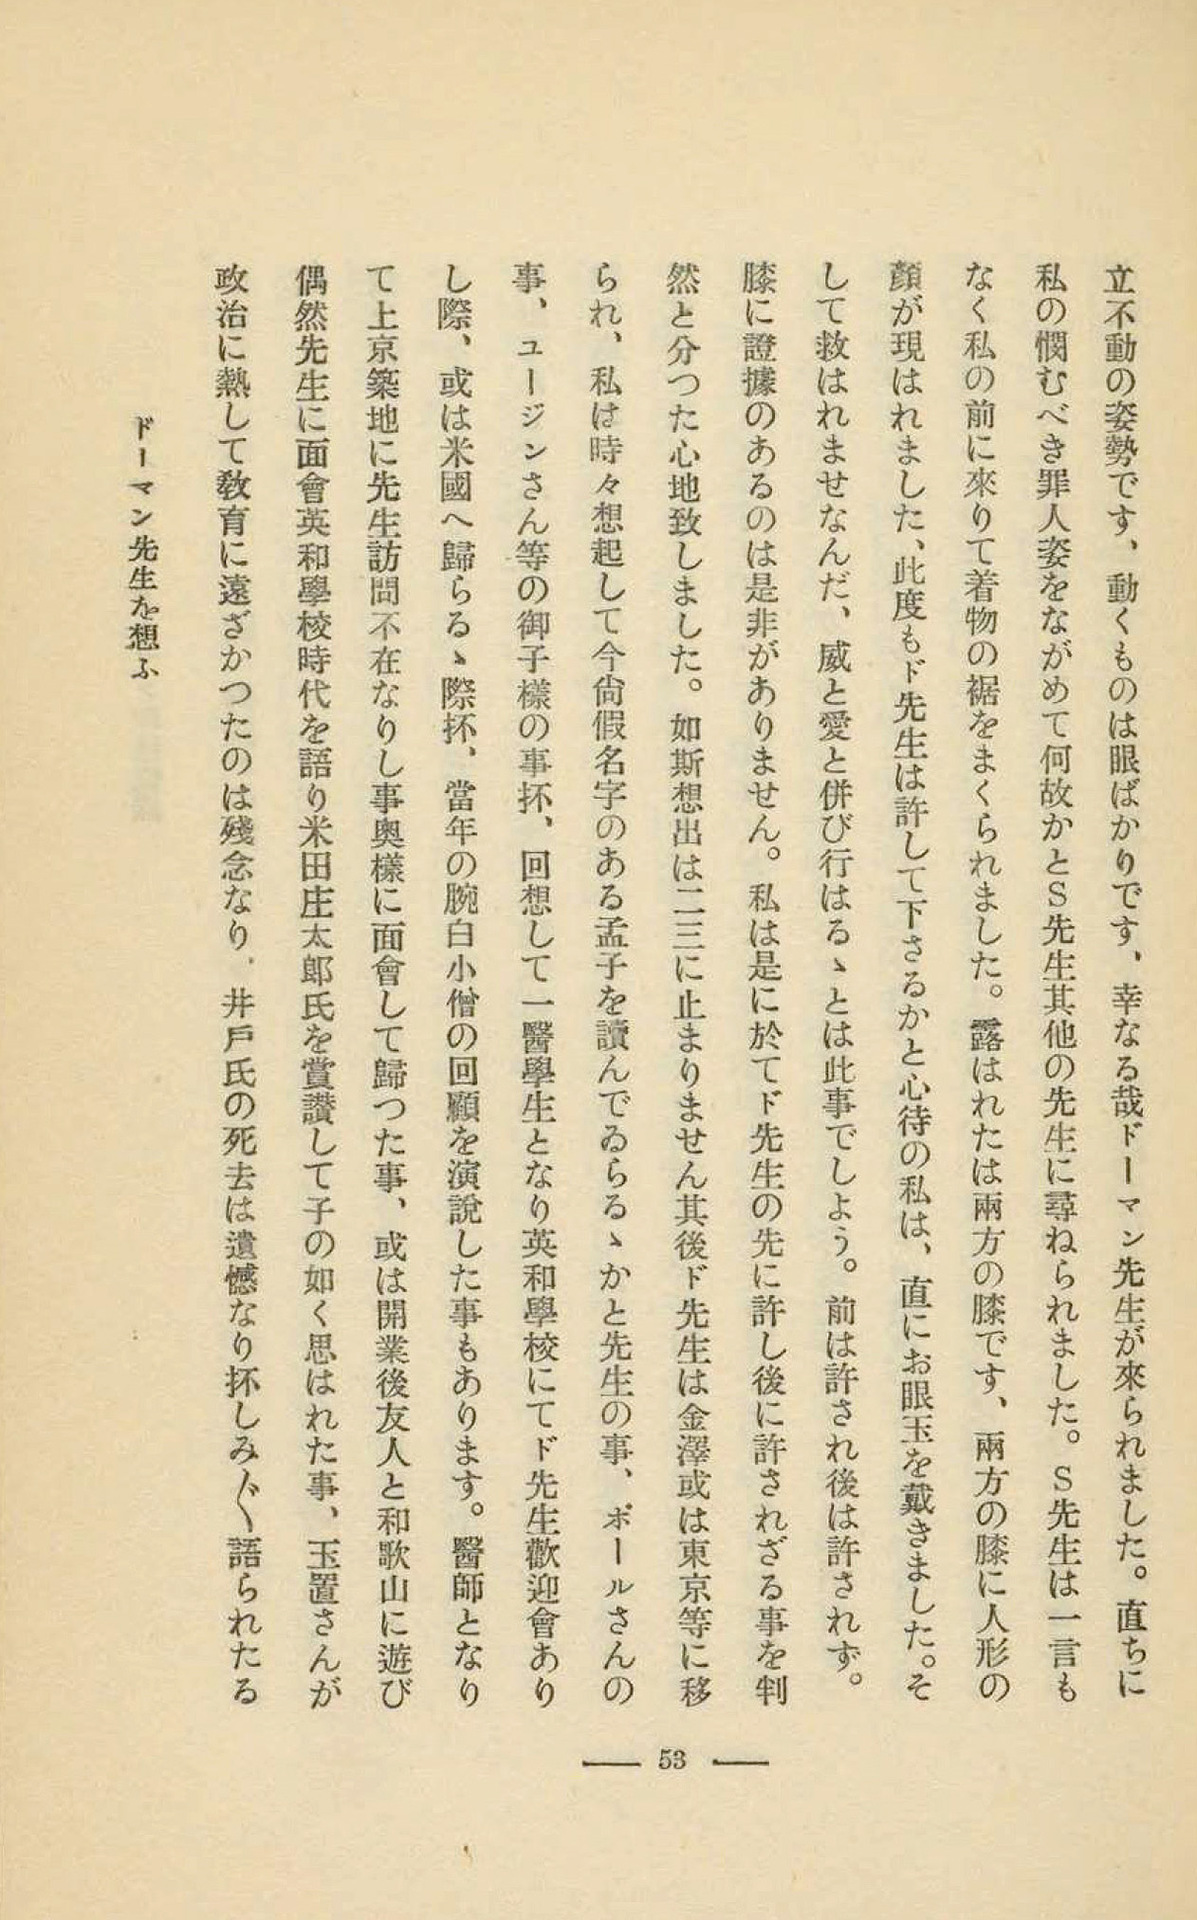 立不動の姿勢です、動くものは眼ばかりです、幸なる哉ドーマン先生が來られました。直ちに
私の憫むべき罪人姿をながめて何故かとS先生其他の先生に尋ねられました。S先生は一言も
なく私の前に來りて着物の裾をまくられました。露はれたは兩方の膝です、兩方の膝に人形の
顏が現はれました、此度もド先生は許して下さるかと心待の私は、直にお眼玉を戴きました。そ
して救はれませなんだ、威と愛と併び行はるゝとは此事でしよう。前は許され後は許されず。
膝に證據のあるのは是非がありません。私は是に於てド先生の先に許し後に許されざる事を判
然と分つた心地致しました。如斯想出は二三に止まりません其後ド先生は金澤或は東京等に移
られ、私は時々想起して今尙假名字のある孟子を讀んでゐらるゝかと先生の事、ポールさんの
事、ユージンさん等の御子樣の事抔、回想して一醫學生となり英和學校にてド先生歡迎會あり
し際、或は米國へ歸らるゝ際抔、當年の腕白小僧の回顧を演說した事もあります。醫師となり
て上京築地に先生訪問不在なりし事奧樣に面會して歸つた事、或は開業後友人と和歌山に遊び
偶然先生に面會英和學校時代を語り米田庄太郞氏を賞讃して子の如く思はれた事、玉置さんが
政治に熱して敎育に遠ざかつたのは殘念なり、井戶氏の死去は遺憾なり抔しみ〴〵語られたる
ドーマン先生を想ふ
53